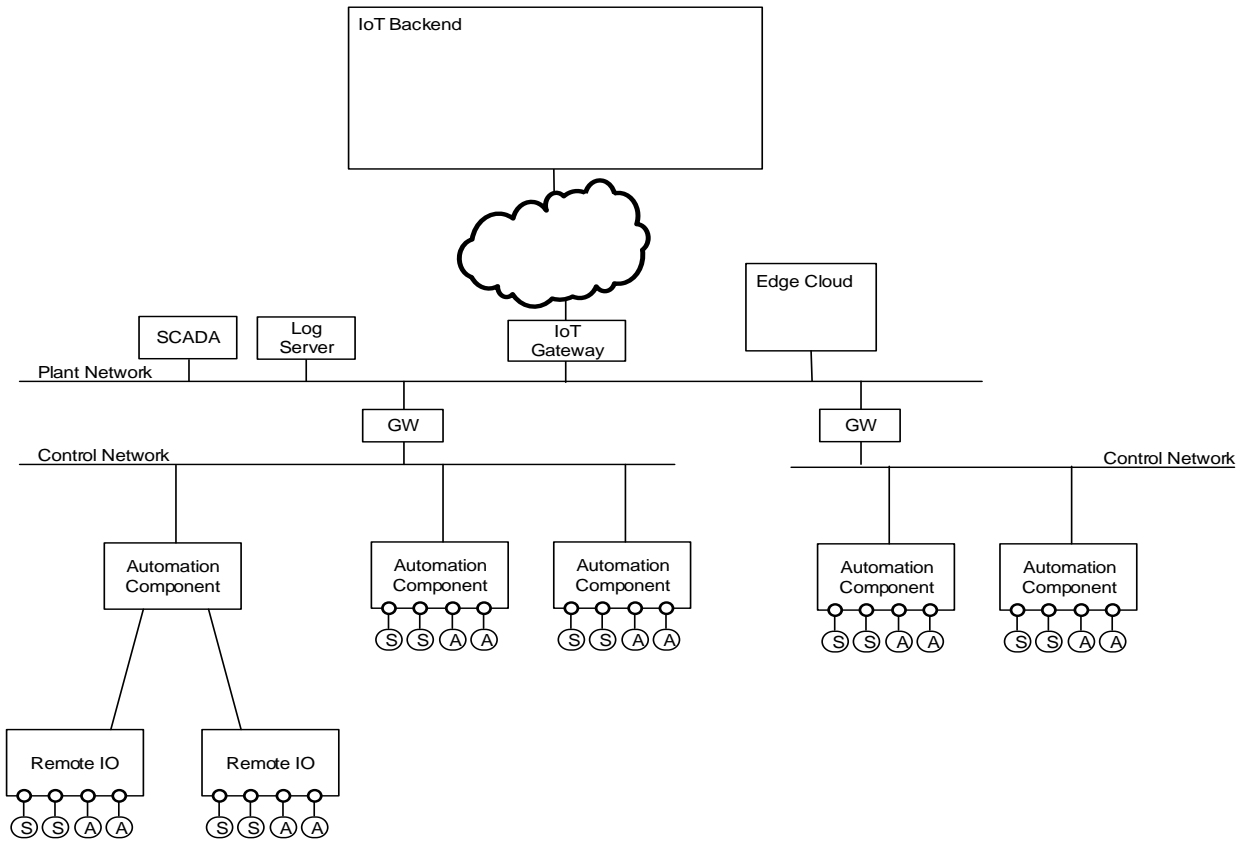 IoT Backend
Edge Cloud
SCADA
Log
Server
IoT
Gateway
Plant Network
GW
GW
Control Network
Control Network
Automation
Component
Automation
Component
Automation
Component
Automation
Component
Automation
Component
S S A A
S S A A
S S A A
S S A A
Remote IO
Remote IO
S S A A
S S A A